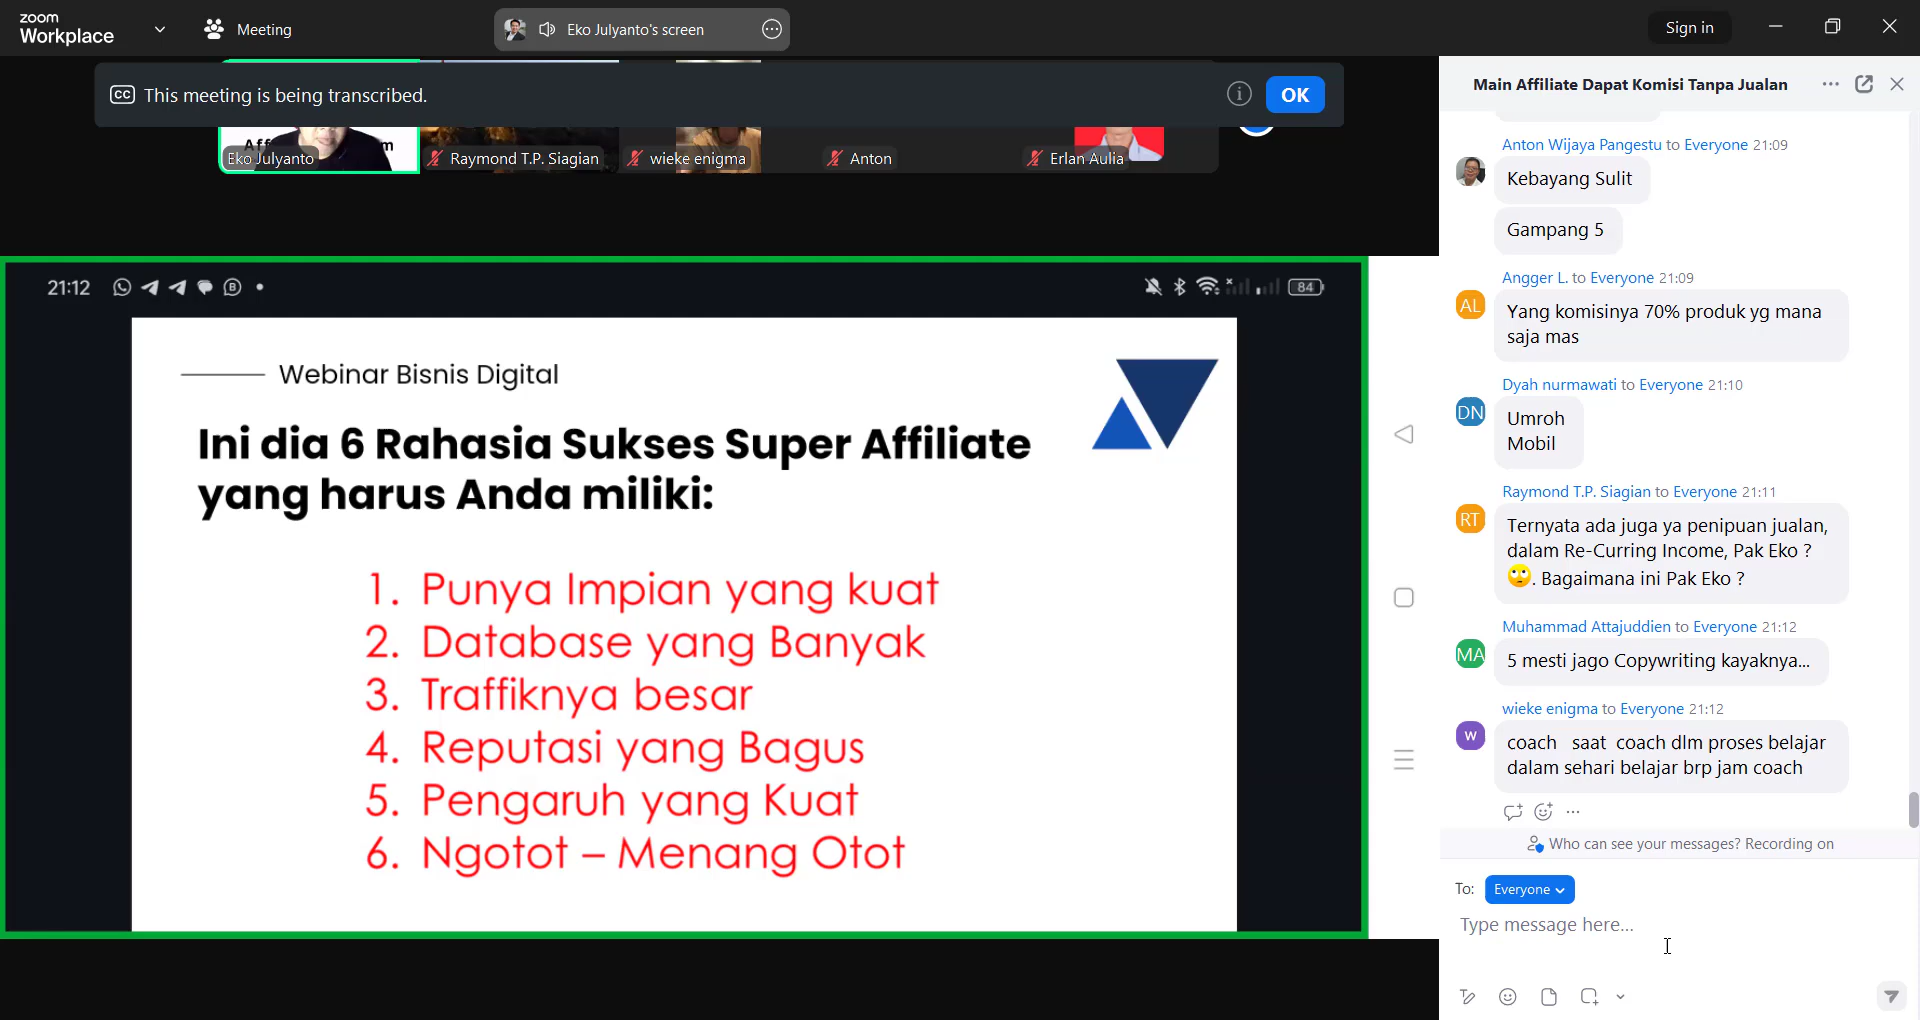 zoom
Workplace
Meeting
Eko Julyanto's screen
Sign in
CC This meeting is being transcribed.
OK
Eko Julyanto
Raymond T.P. Siagian
wieke enigma
Anton
Erlan Aulia
21:12
84
Webinar Bisnis Digital
Ini dia 6 Rahasia Sukses Super Affiliate
yang harus Anda miliki:
1. Punya Impian yang kuat
2. Database yang Banyak
3. Traffiknya besar
4. Reputasi yang Bagus
5. Pengaruh yang Kuat
6. Ngotot – Menang Otot
Main Affiliate Dapat Komisi Tanpa Jualan
Anton Wijaya Pangestu to Everyone 21:09
Kebayang Sulit
Gampang 5
Angger L. to Everyone 21:09
AL
Yang komisinya 70% produk yg mana
saja mas
Dyah nurmawati to Everyone 21:10
DN
Umroh
Mobil
Raymond T.P. Siagian to Everyone 21:11
RT
Ternyata ada juga ya penipuan jualan,
dalam Re-Curring Income, Pak Eko ?
🙄. Bagaimana ini Pak Eko ?
Muhammad Attajuddien to Everyone 21:12
MA
5 mesti jago Copywriting kayaknya...
wieke enigma to Everyone 21:12
W
coach saat coach dlm proses belajar
dalam sehari belajar brp jam coach
Who can see your messages? Recording on
To: Everyone
Type message here...